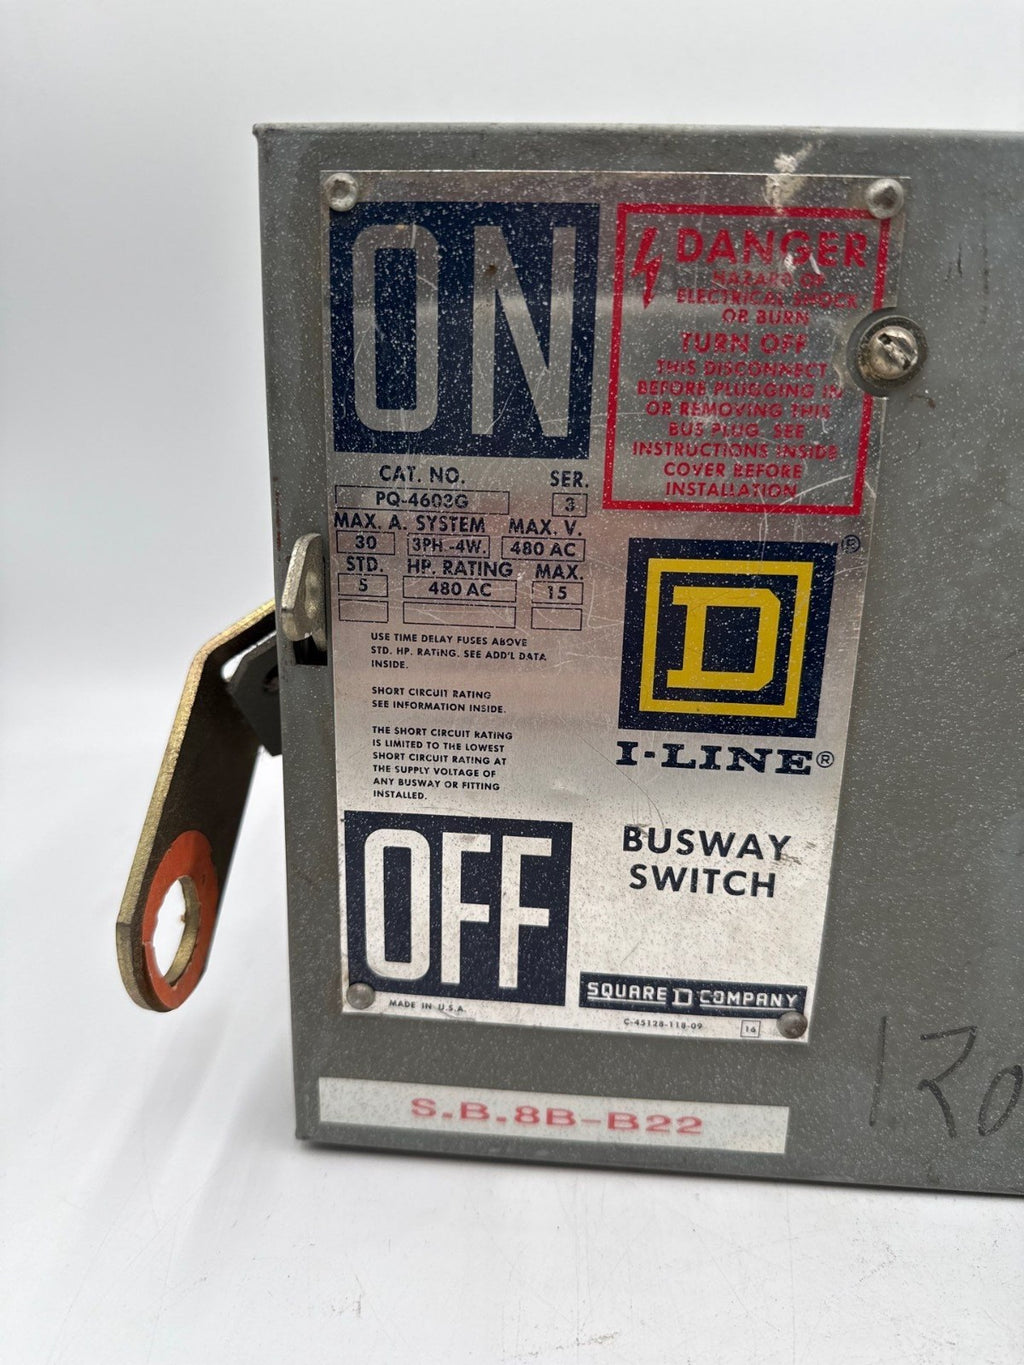 ON
DANGER
HAZARD OF
ELECTRICAL SHOCK
OR BURN
TURN OFF
THIS DISCONNECT
BEFORE PLUGGING IN
OR REMOVING THIS
BUS PLUG. SEE
INSTRUCTIONS INSIDE
COVER BEFORE
INSTALLATION
CAT. NO. SER.
PQ-4603G 3
MAX. A. SYSTEM MAX. V.
30 3PH.-4W. 480 AC
STD. HP. RATING MAX.
5 480 AC 15
USE TIME DELAY FUSES ABOVE
STD. HP. RATING. SEE ADD'L DATA
INSIDE.
SHORT CIRCUIT RATING
SEE INFORMATION INSIDE.
THE SHORT CIRCUIT RATING
IS LIMITED TO THE LOWEST
SHORT CIRCUIT RATING AT
THE SUPPLY VOLTAGE OF
ANY BUSWAY OR FITTING
INSTALLED.
D ®
I-LINE®
BUSWAY
SWITCH
OFF
SQUARE D COMPANY
MADE IN U.S.A.
C-45128-118-09 16
S.B.8B-B22